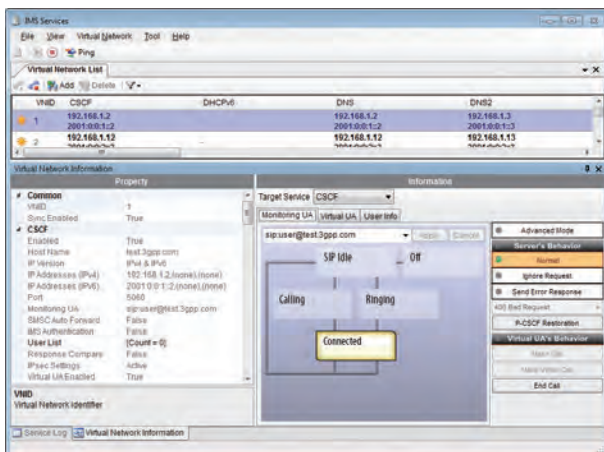 IMS Services
File View Virtual Network Tool Help
Ping
Virtual Network List
Add Delete
VNID CSCF DHCPv6 DNS DNS2
1 192.168.1.2 192.168.1.2 192.168.1.3
2001:0:0:1::2 2001:0:0:1::2 2001:0:0:1::3
2 192.168.1.12 192.168.1.12 192.168.1.13
Virtual Network Information
Property
Information
Common
VNID 1
Sync Enabled True
CSCF
Enabled True
Host Name test.3gpp.com
IP Version IPv4 & IPv6
IP Addresses (IPv4) 192.168.1.2,(none),(none)
IP Addresses (IPv6) 2001:0:0:1::2,(none),(none)
Port 5060
Monitoring UA sip:user@test.3gpp.com
SMSC Auto Forward False
IMS Authentication False
User List [Count = 0]
Response Compare False
IPsec Settings Active
Virtual UA Enabled True
VNID
Virtual Network Identifier
Target Service CSCF
Monitoring UA Virtual UA User Info
sip:user@test.3gpp.com Apply Cancel
SIP Idle Off
Calling Ringing
Connected
Advanced Mode
Server's Behavior
Normal
Ignore Request
Send Error Response
400 Bad Request
P-CSCF Restoration
Virtual UA's Behavior
Make Call
Make Video Call
End Call
Service Log Virtual Network Information